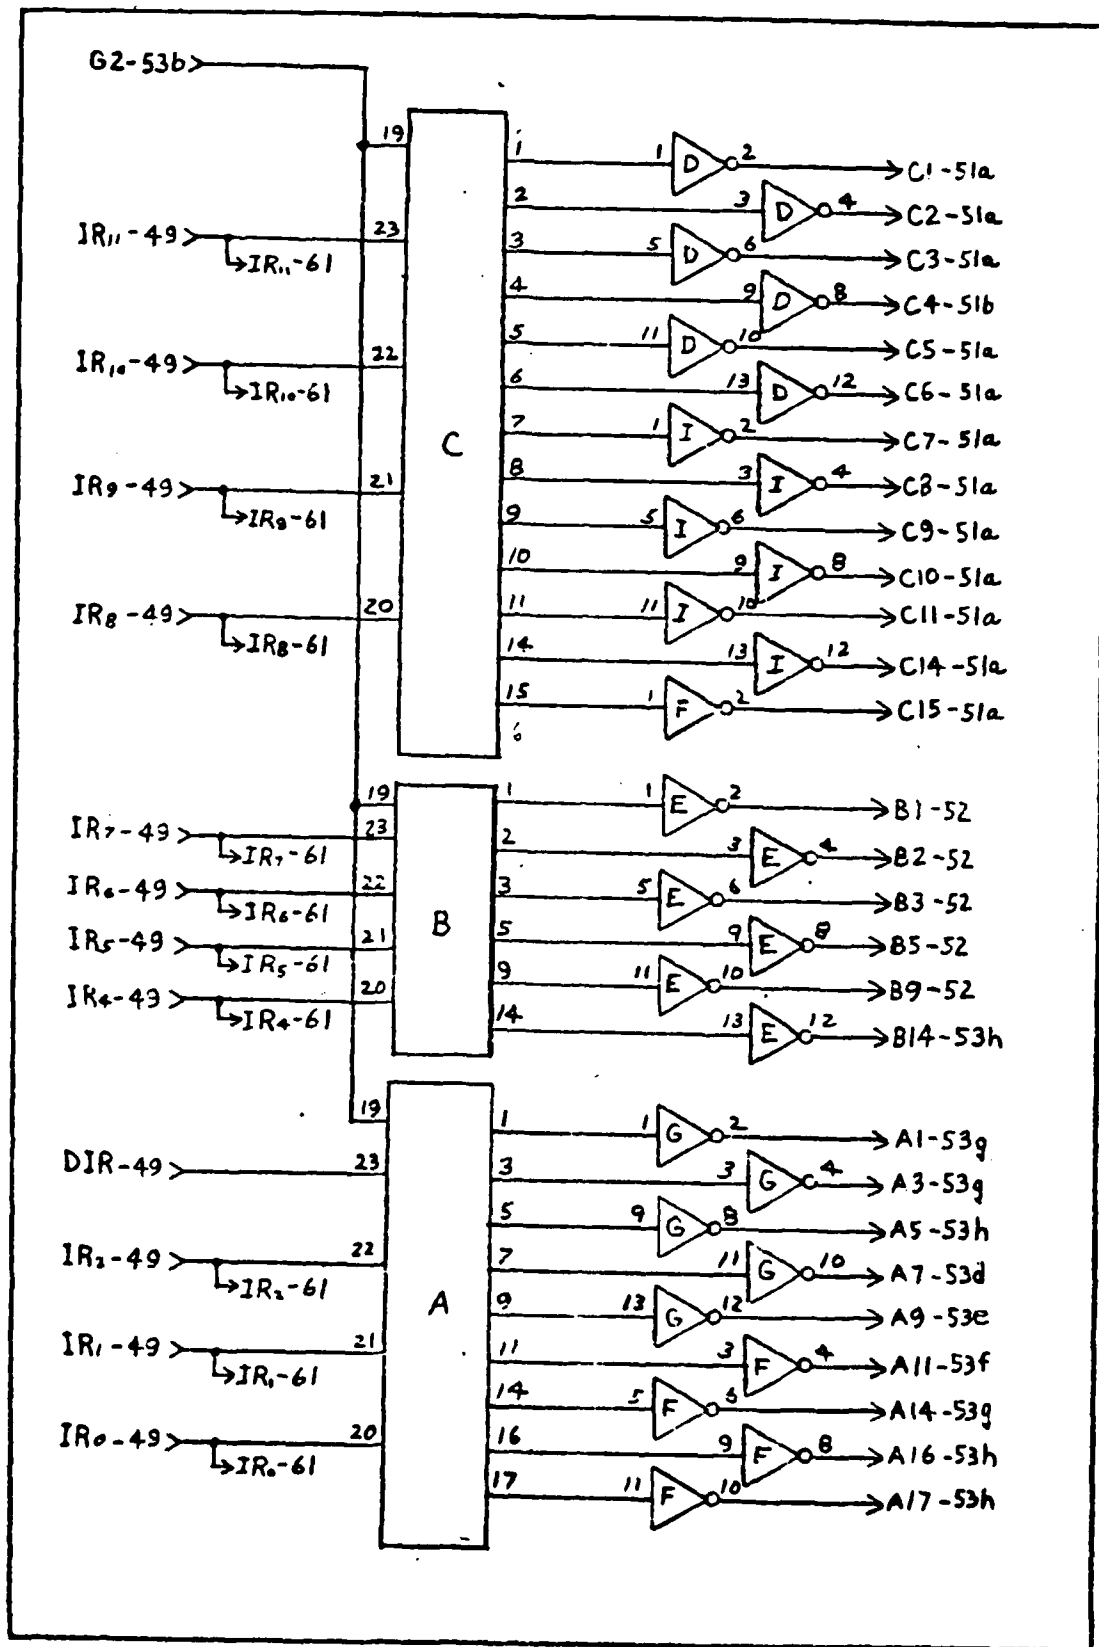 G2-53b
19
1
1 D 2
C1-51a
2
3 D 4
C2-51a
IR11-49
23
IR11-61
3
5 D 6
C3-51a
4
9 D 8
C4-51b
IR10-49
22
IR10-61
5
11 D 10
C5-51a
6
13 D 12
C6-51a
C
7
1 I 2
C7-51a
IR9-49
21
IR9-61
8
3 I 4
C8-51a
9
5 I 6
C9-51a
10
9 I 8
C10-51a
IR8-49
20
IR8-61
11
11 I 10
C11-51a
14
13 I 12
C14-51a
15
1 F 2
C15-51a
19
1
1 E 2
B1-52
IR7-49
23
IR7-61
2
3 E 4
B2-52
IR6-49
22
IR6-61
3
5 E 6
B3-52
B
IR5-49
21
IR5-61
5
9 E 8
B5-52
IR4-49
20
IR4-61
9
11 E 10
B9-52
14
13 E 12
B14-53h
19
1
1 G 2
A1-53g
DIR-49
23
3
3 G 4
A3-53g
5
9 G 8
A5-53h
IR2-49
22
IR2-61
7
11 G 10
A7-53d
A
9
13 G 12
A9-53e
IR1-49
21
IR1-61
11
3 F 4
A11-53f
14
5 F 6
A14-53g
IR0-49
20
IR0-61
16
9 F 8
A16-53h
17
11 F 10
A17-53h